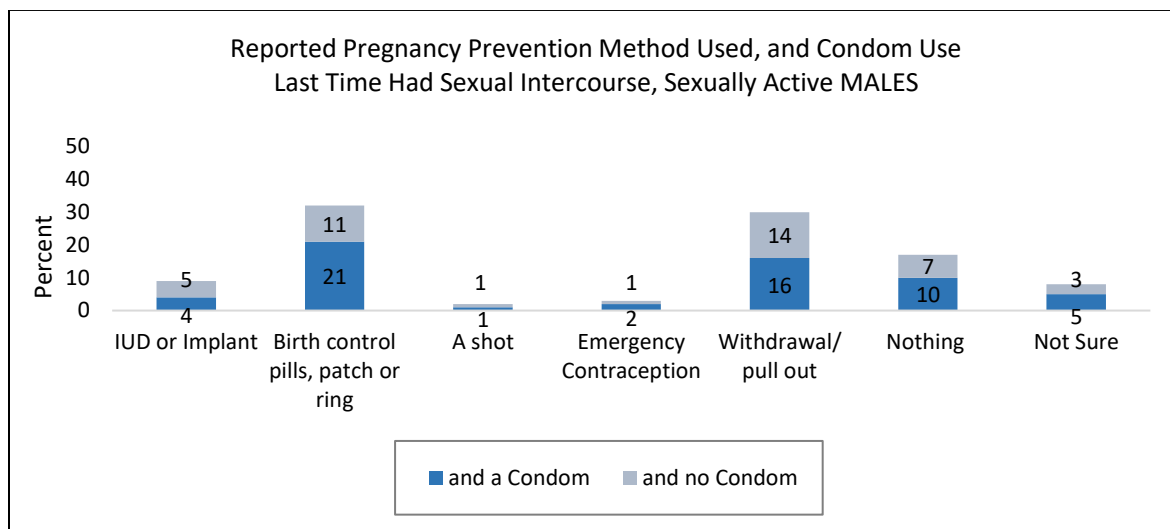 Reported Pregnancy Prevention Method Used, and Condom Use
Last Time Had Sexual Intercourse, Sexually Active MALES
Percent
50
40
30
20
10
0
5
4
11
21
1
1
1
2
14
16
7
10
3
5
IUD or Implant
Birth control
pills, patch or
ring
A shot
Emergency
Contraception
Withdrawal/
pull out
Nothing
Not Sure
and a Condom
and no Condom